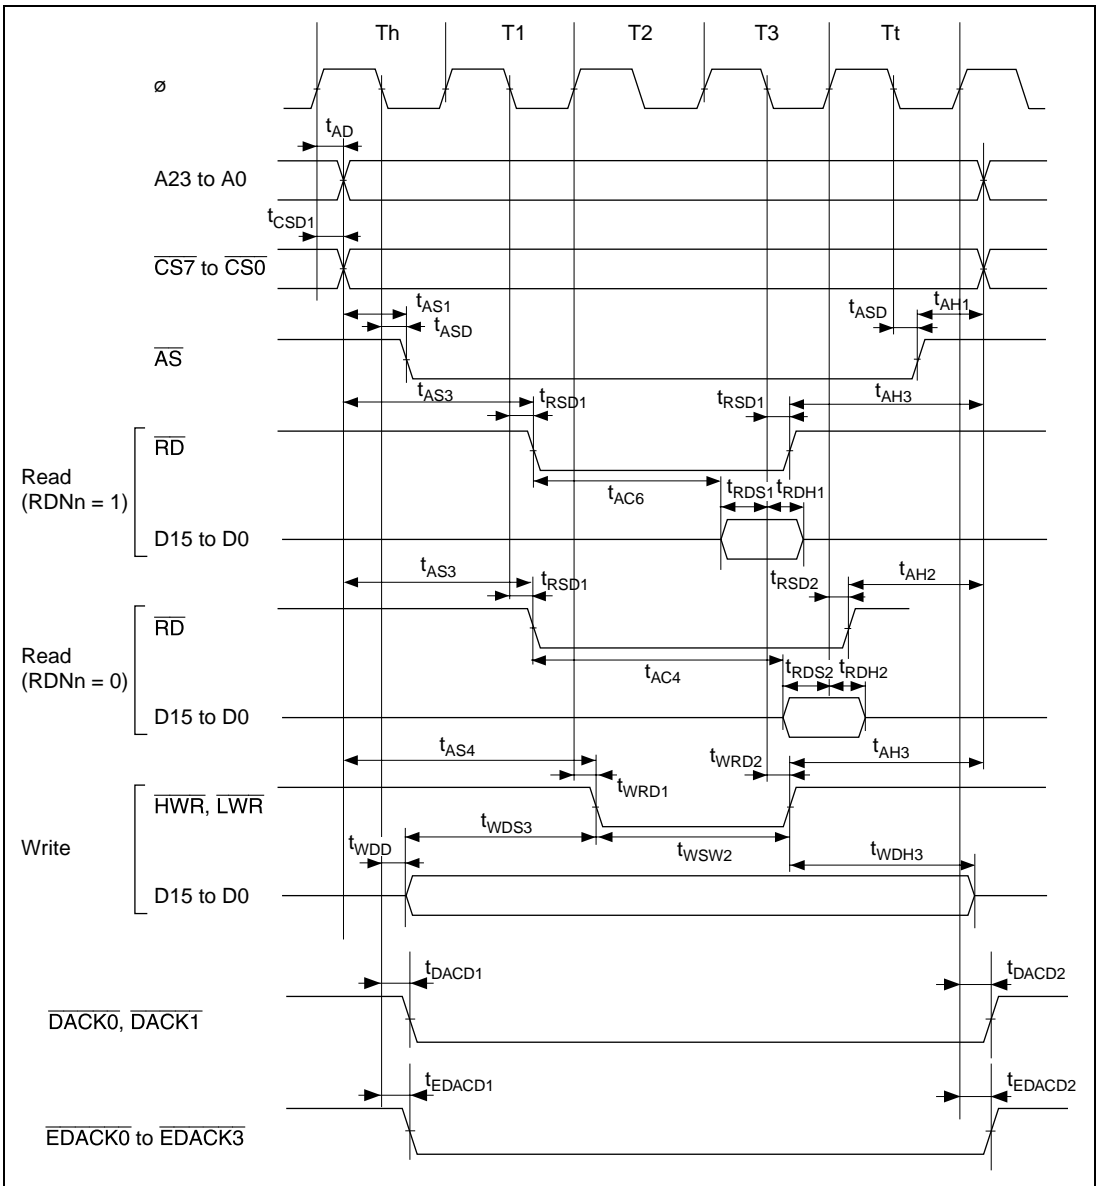 Th T1 T2 T3 Tt
ø
tAD
A23 to A0
tCSD1
CS7 to CS0
tAS1 tASD tASD tAH1
AS
tAS3 tRSD1 tRSD1 tAH3
RD
Read
(RDNn = 1)
tAC6 tRDS1 tRDH1
D15 to D0
tAS3 tRSD1 tRSD2 tAH2
RD
Read
(RDNn = 0)
tAC4 tRDS2 tRDH2
D15 to D0
tAS4 tWRD1 tWRD2 tAH3
HWR, LWR
Write
tWDD tWDS3 tWSW2 tWDH3
D15 to D0
tDACD1 tDACD2
DACK0, DACK1
tEDACD1 tEDACD2
EDACK0 to EDACK3